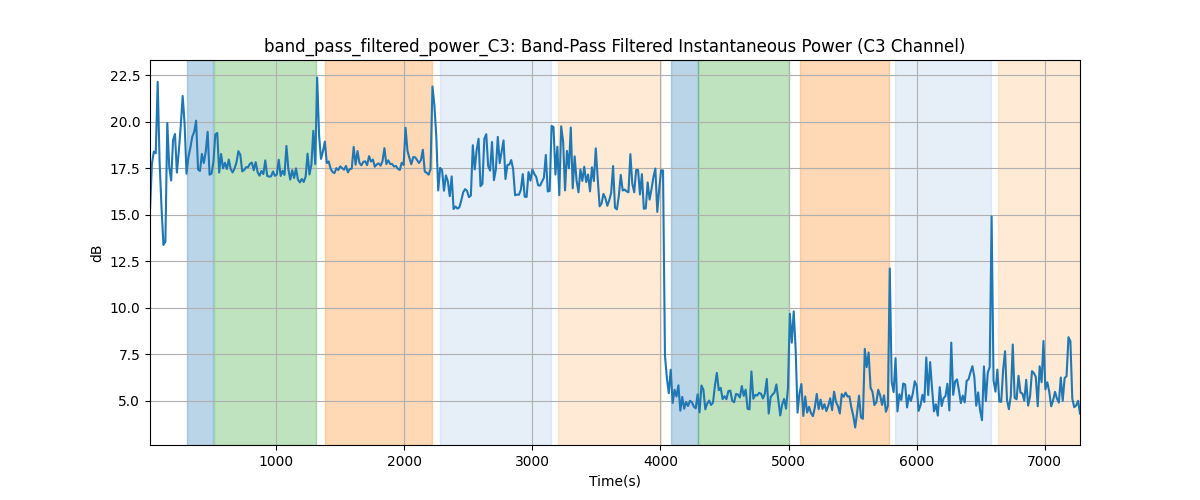 band_pass_filtered_power_C3: Band-Pass Filtered Instantaneous Power (C3 Channel)
22.5
20.0
17.5
15.0
12.5
10.0
7.5
5.0
dB
1000 2000 3000 4000 5000 6000 7000
Time(s)